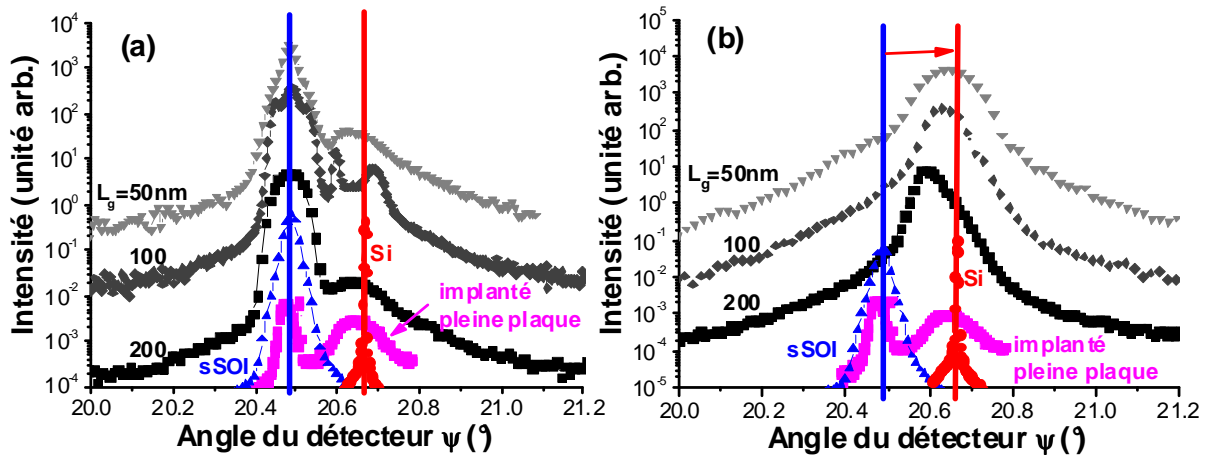 (a)
Intensité (unité arb.)
10⁴
10³
10²
10¹
10⁰
10⁻¹
10⁻²
10⁻³
10⁴
Lg=50nm
100
200
sSOI
Si
implanté
pleine plaque
20.0 20.2 20.4 20.6 20.8 21.0 21.2
Angle du détecteur ψ (°)
(b)
Intensité (unité arb.)
10⁵
10⁴
10³
10²
10¹
10⁰
10⁻¹
10⁻²
10⁻³
10⁻⁴
10⁻⁵
Lg=50nm
100
200
sSOI
Si
implanté
pleine plaque
20.0 20.2 20.4 20.6 20.8 21.0 21.2
Angle du détecteur ψ (°)